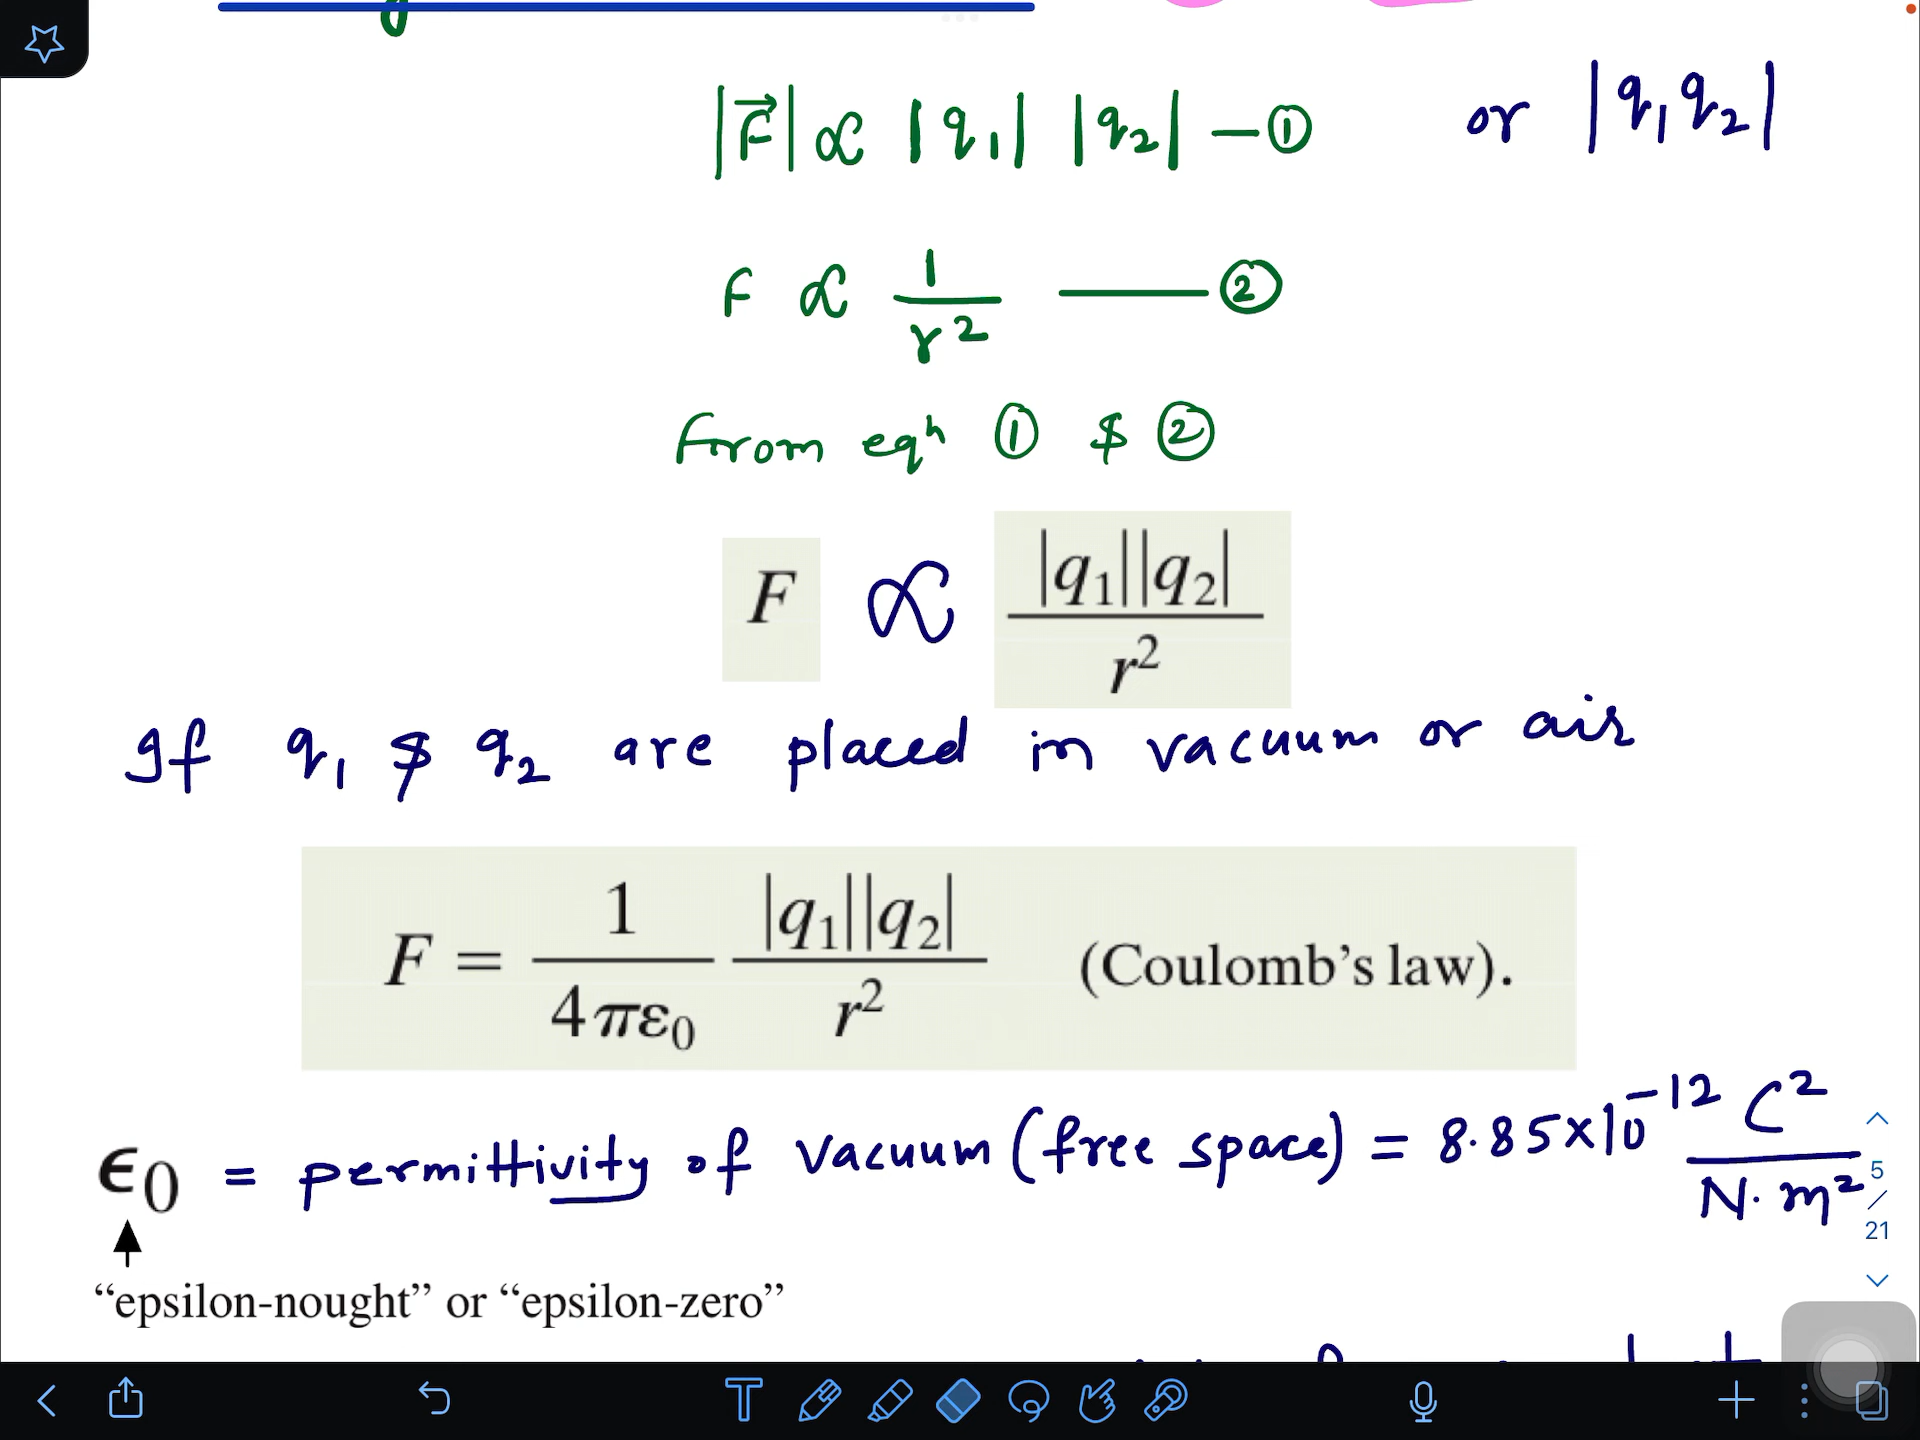 |F⃗| ∝ |q₁| |q₂| — ① or |q₁q₂|
F ∝ 1/r² —— ②
From eqⁿ ① $ ②
F ∝ |q₁||q₂|/r²
If q₁ $ q₂ are placed in vacuum or air
F = 1/4πε₀ |q₁||q₂|/r² (Coulomb's law).
ϵ₀ = permittivity of vacuum (free space) = 8.85×10⁻¹² C²/N·m²
"epsilon-nought" or "epsilon-zero"
5
/
21